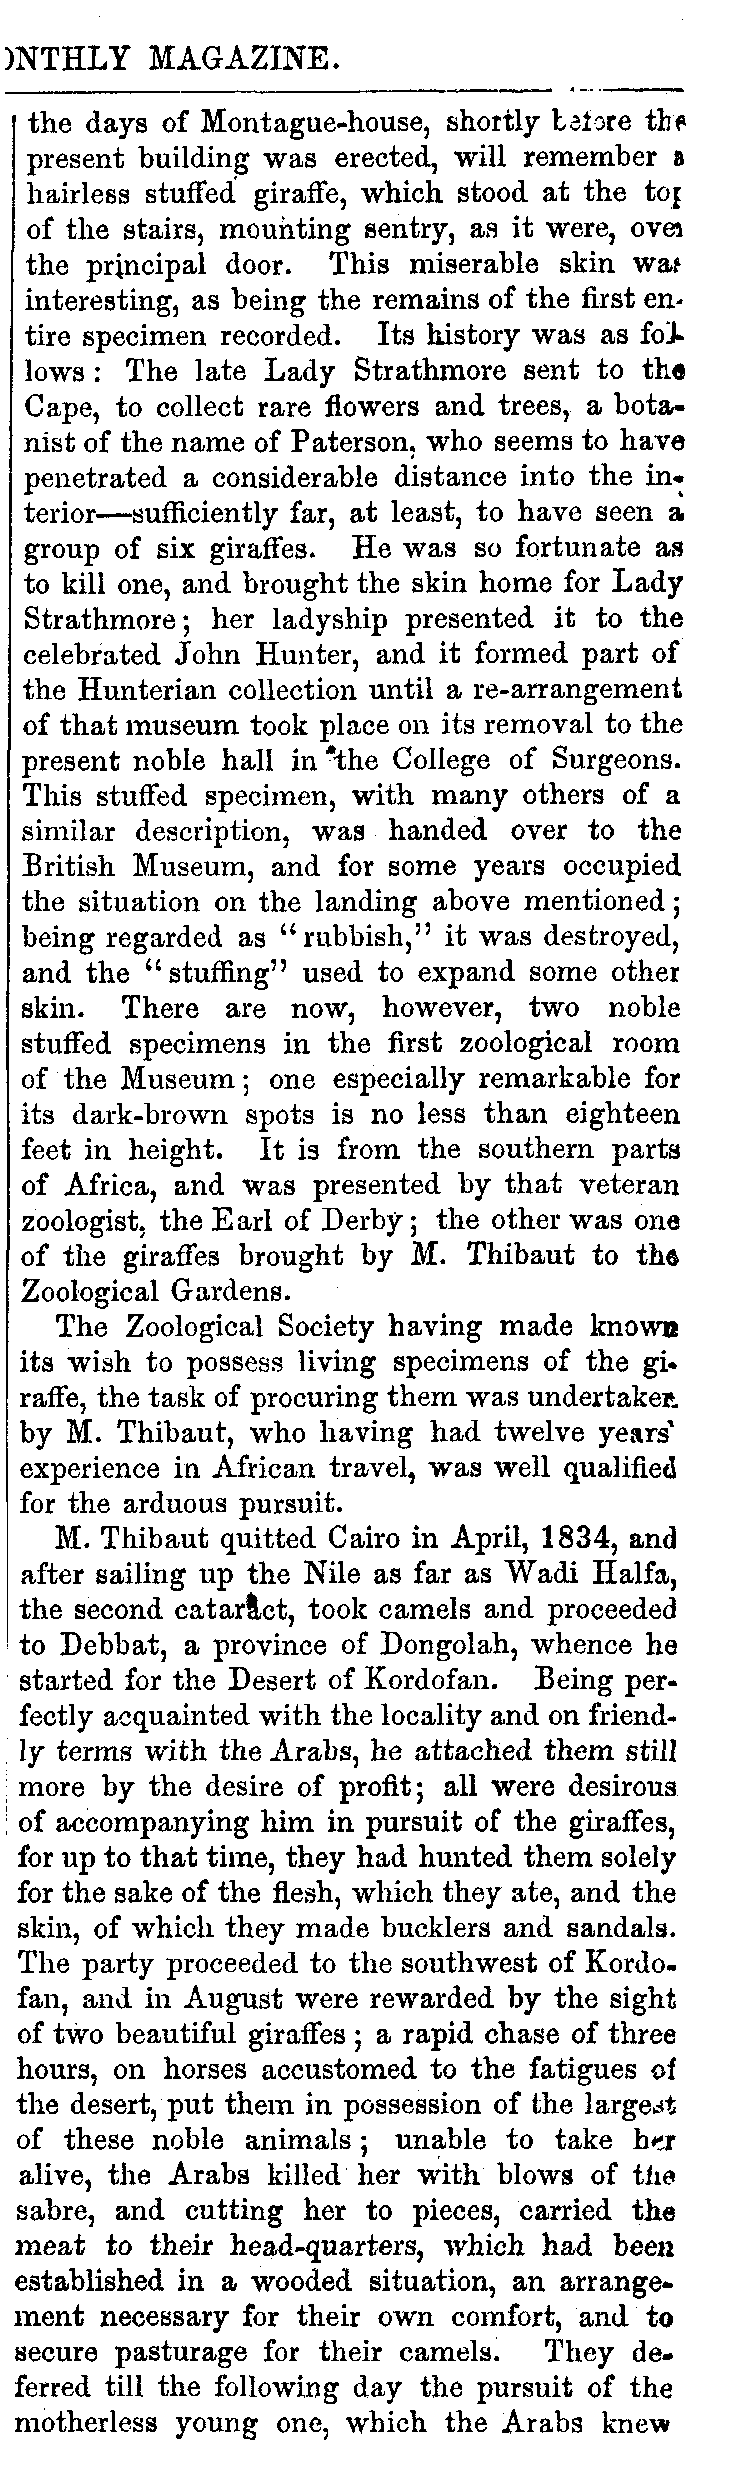 ONTHLY MAGAZINE.
the days of Montague-house, shortly before the
present building was erected, will remember a
hairless stuffed giraffe, which stood at the top
of the stairs, mounting sentry, as it were, over
the principal door. This miserable skin was
interesting, as being the remains of the first en-
tire specimen recorded. Its history was as fol-
lows: The late Lady Strathmore sent to the
Cape, to collect rare flowers and trees, a bota-
nist of the name of Paterson, who seems to have
penetrated a considerable distance into the in-
terior—sufficiently far, at least, to have seen a
group of six giraffes. He was so fortunate as
to kill one, and brought the skin home for Lady
Strathmore; her ladyship presented it to the
celebrated John Hunter, and it formed part of
the Hunterian collection until a re-arrangement
of that museum took place on its removal to the
present noble hall in the College of Surgeons.
This stuffed specimen, with many others of a
similar description, was handed over to the
British Museum, and for some years occupied
the situation on the landing above mentioned;
being regarded as "rubbish," it was destroyed,
and the "stuffing" used to expand some other
skin. There are now, however, two noble
stuffed specimens in the first zoological room
of the Museum; one especially remarkable for
its dark-brown spots is no less than eighteen
feet in height. It is from the southern parts
of Africa, and was presented by that veteran
zoologist, the Earl of Derby; the other was one
of the giraffes brought by M. Thibaut to the
Zoological Gardens.
The Zoological Society having made known
its wish to possess living specimens of the gi-
raffe, the task of procuring them was undertaken
by M. Thibaut, who having had twelve years'
experience in African travel, was well qualified
for the arduous pursuit.
M. Thibaut quitted Cairo in April, 1834, and
after sailing up the Nile as far as Wadi Halfa,
the second cataract, took camels and proceeded
to Debbat, a province of Dongolah, whence he
started for the Desert of Kordofan. Being per-
fectly acquainted with the locality and on friend-
ly terms with the Arabs, he attached them still
more by the desire of profit; all were desirous
of accompanying him in pursuit of the giraffes,
for up to that time, they had hunted them solely
for the sake of the flesh, which they ate, and the
skin, of which they made bucklers and sandals.
The party proceeded to the southwest of Kordo-
fan, and in August were rewarded by the sight
of two beautiful giraffes; a rapid chase of three
hours, on horses accustomed to the fatigues of
the desert, put them in possession of the largest
of these noble animals; unable to take her
alive, the Arabs killed her with blows of the
sabre, and cutting her to pieces, carried the
meat to their head-quarters, which had been
established in a wooded situation, an arrange-
ment necessary for their own comfort, and to
secure pasturage for their camels. They de-
ferred till the following day the pursuit of the
motherless young one, which the Arabs knew